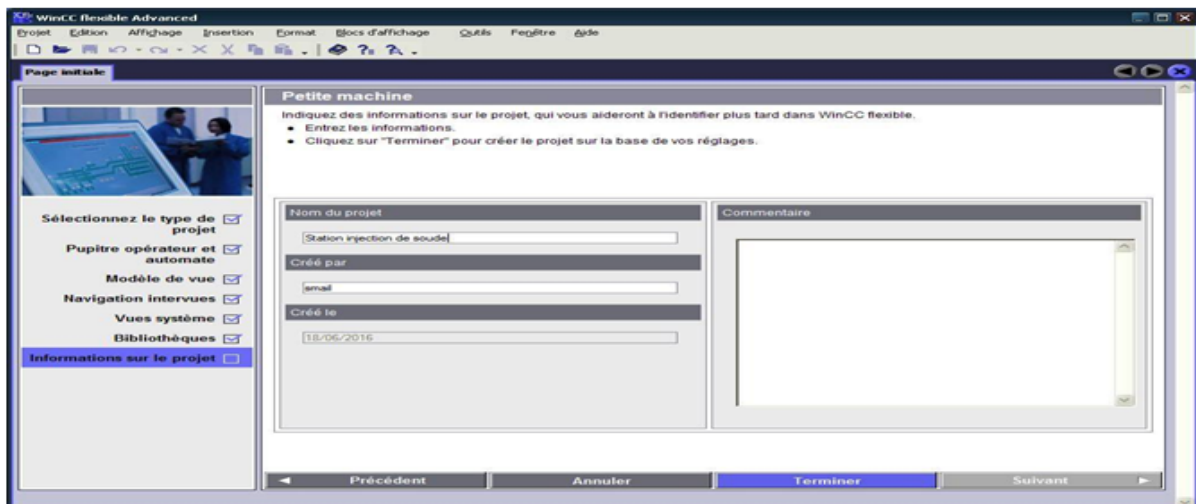 WinCC flexible Advanced
Projet Edition Affichage Insertion Format Blocs d'affichage Outils Fenêtre Aide
Page initiale
Petite machine
Indiquez des informations sur le projet, qui vous aideront à l'identifier plus tard dans WinCC flexible.
• Entrez les informations.
• Cliquez sur "Terminer" pour créer le projet sur la base de vos réglages.
Sélectionnez le type de
projet
Pupitre opérateur et
automate
Modèle de vue
Navigation intervues
Vues système
Bibliothèques
Informations sur le projet
Nom du projet
Station injection de soude
Créé par
smail
Créé le
18/06/2016
Commentaire
Précédent
Annuler
Terminer
Suivant